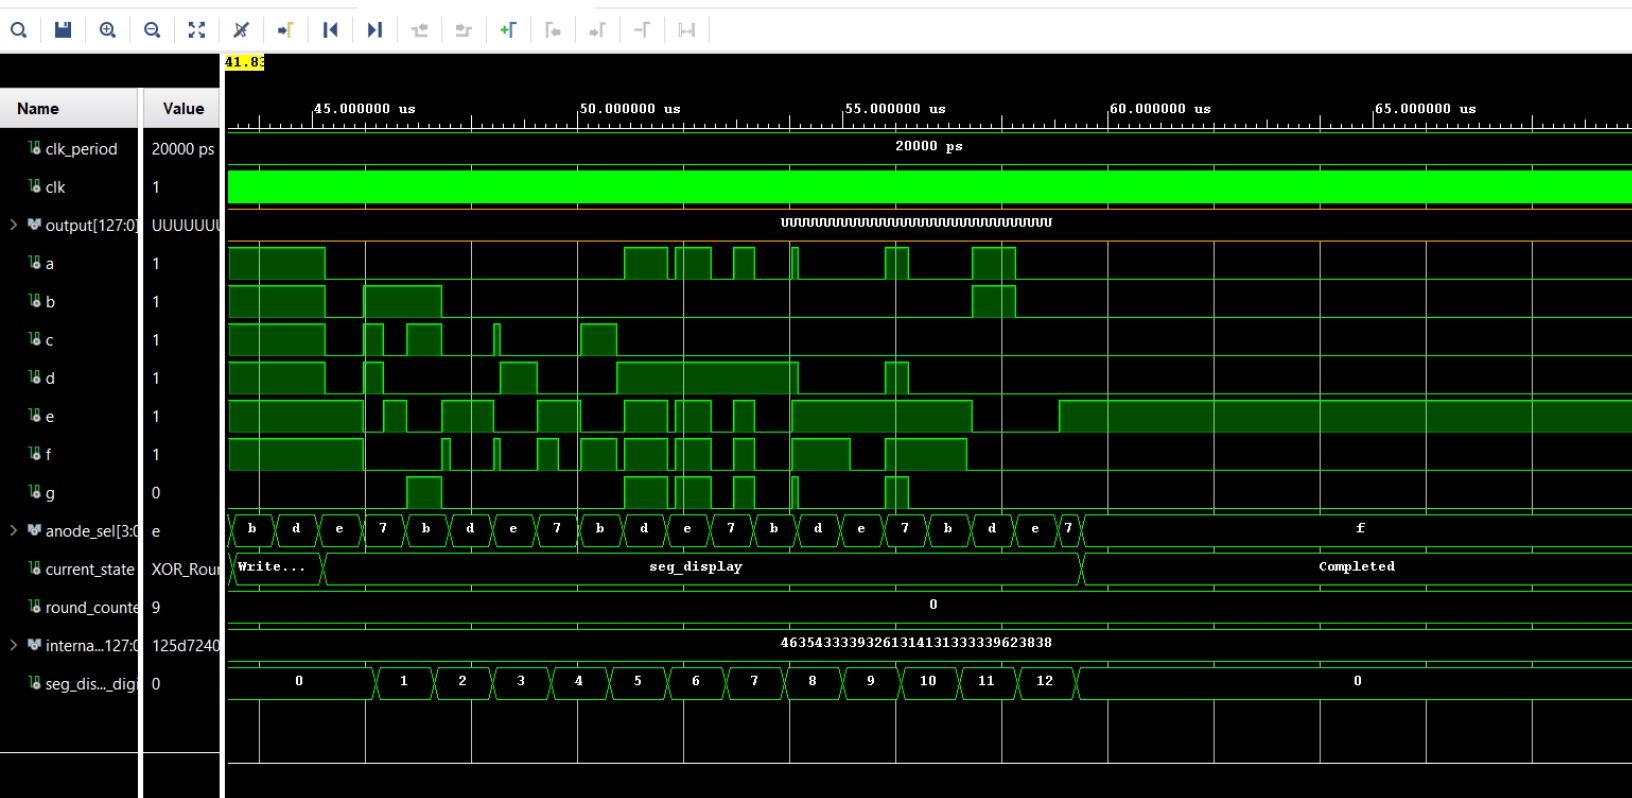 41.83
Name Value
45.000000 us 50.000000 us 55.000000 us 60.000000 us 65.000000 us
clk_period 20000 ps 20000 ps
clk 1
output[127:0] UUUUUUU UUUUUUUUUUUUUUUUUUUUUUUUUUUUUUUU
a 1
b 1
c 1
d 1
e 1
f 1
g 0
anode_sel[3:0 e b d e 7 b d e 7 b d e 7 b d e 7 b d e 7 f
current_state XOR_Rour Write... seg_display Completed
round_counte 9 0
interna...127:0 125d7240 46354333393261314131333339623838
seg_dis..._digi 0 0 1 2 3 4 5 6 7 8 9 10 11 12 0